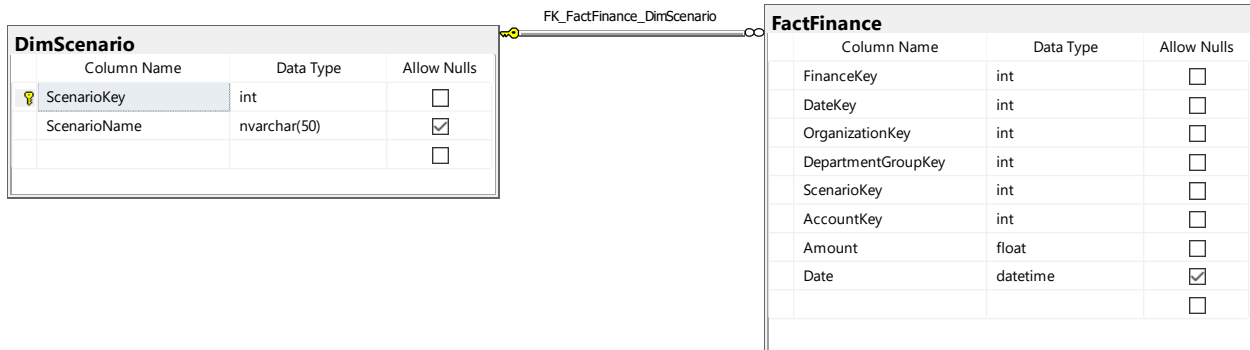 FK_FactFinance_DimScenario
DimScenario
Column Name Data Type Allow Nulls
ScenarioKey int
ScenarioName nvarchar(50)
FactFinance
Column Name Data Type Allow Nulls
FinanceKey int
DateKey int
OrganizationKey int
DepartmentGroupKey int
ScenarioKey int
AccountKey int
Amount float
Date datetime